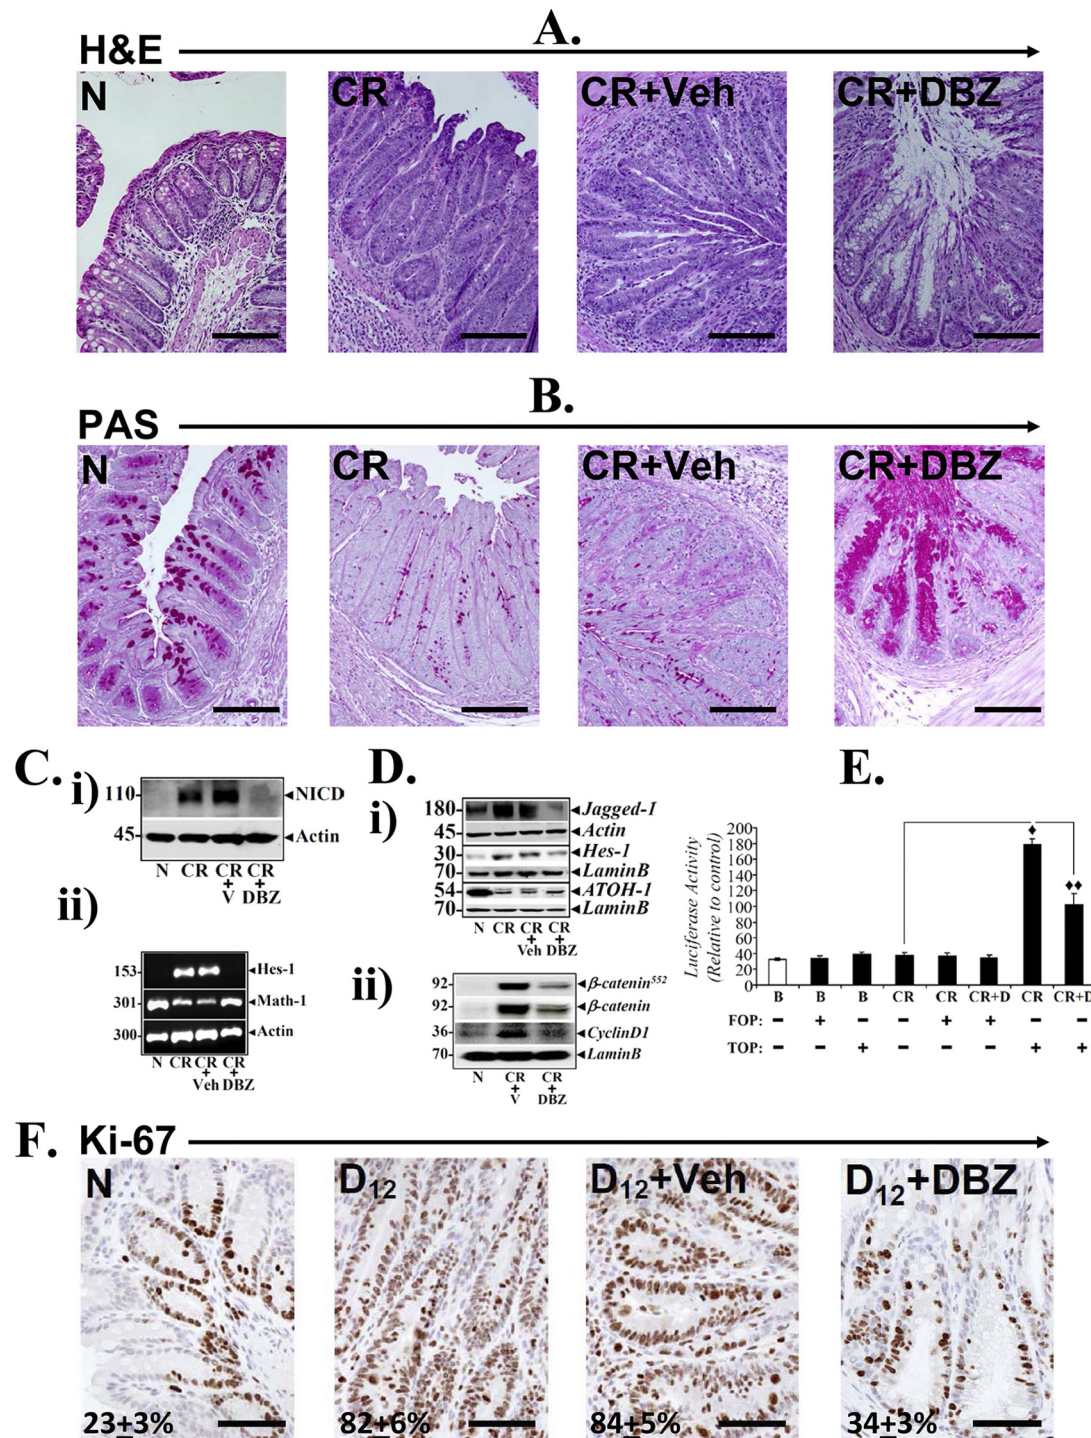 A.
H&E
N
CR
CR+Veh
CR+DBZ
B.
PAS
N
CR
CR+Veh
CR+DBZ
C.
i)
110
NICD
45
Actin
N CR CR+V CR+DBZ
ii)
153
Hes-1
301
Math-1
300
Actin
N CR CR+Veh CR+DBZ
D.
i)
180
Jagged-1
45
Actin
30
Hes-1
70
LaminB
54
ATOH-1
70
LaminB
N CR CR+Veh CR+DBZ
ii)
92
β-catenin⁵⁵²
92
β-catenin
36
CyclinD1
70
LaminB
N CR+V CR+DBZ
E.
Luciferase Activity
(Relative to control)
200
180
160
140
120
100
80
60
40
20
0
♦
♦♦
B B B CR CR CR+D CR CR+D
FOP: - + - - + + - -
TOP: - - + - - - + +
F.
Ki-67
N
23±3%
D₁₂
82±6%
D₁₂+Veh
84±5%
D₁₂+DBZ
34±3%